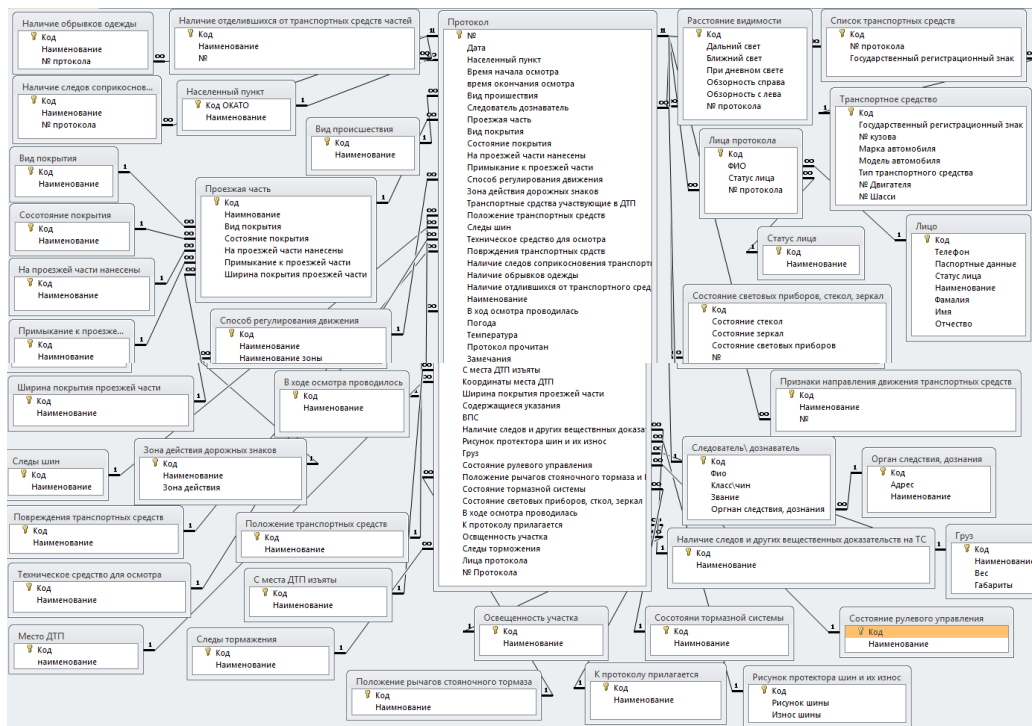 Наличие обрывков одежды
Код
Наименование
№ пртокола
Наличие отделившихся от транспортных средств частей
Код
Наименование
№
Протокол
№
Дата
Населенный пункт
Время начала осмотра
время окончания осмотра
Вид проишествия
Следователь дознаватель
Проезжая часть
Вид покрытия
Состояние покрытия
На проезжей части нанесены
Примыкание к проезжей части
Способ регулирования движения
Зона действия дорожных знаков
Транспортные срдства участвующие в ДТП
Положение транспортных средств
Следы шин
Техническое средство для осмотра
Повррждения транспортных срдств
Наличие следов соприкосновения транспорт
Наличие обрывков одежды
Наличие отдлившихся от транспортного сред
Наименование
В ход осмотра проводилась
Погода
Температура
Протокол прочитан
Замечания
С места ДТП изъяты
Координаты места ДТП
Ширина покрытия проезжей части
Содержащиеся указания
ВПС
Наличие следов и других вещественных доказа
Рисунок протектора шин и их износ
Груз
Состояние рулевого управления
Положение рычагов стояночного тормаза и
Состояние тормазной системы
Состояние световых приборов, сткол, зеркал
В ходе осмотра проводилась
К протоколу прилагается
Освщенность участка
Следы торможения
Лица протокола
№ Протокола
Расстояние видимости
Код
Дальний свет
Ближний свет
При дневном свете
Обзорность справа
Обзорность с лева
№ протокола
Список транспортных средств
Код
№ протокола
Государственный регистрационный знак
Наличие следов соприкоснов...
Код
Наименование
№ протокола
Населенный пункт
Код ОКАТО
Наименование
Вид происшествия
Код
Наименование
Транспортное средство
Код
Государственный регистрационный знак
№ кузова
Марка автомобиля
Модель автомобиля
Тип транспортного средства
№ Двигателя
№ Шасси
Лица протокола
Код
ФИО
Статус лица
№ протокола
Вид покрытия
Код
Наименование
Проезжая часть
Код
Наимнование
Вид покрытия
Состояние покрытия
На проезжей части нанесены
Примыкание к проезжей части
Ширина покрытия проезжей части
Сосотояние покрытия
Код
Наименование
Статус лица
Код
Наименование
Лицо
Код
Телефон
Паспортные данные
Статус лица
Наименование
Фамалия
Имя
Отчество
На проезжей части нанесены
Код
Наименование
Состояние световых приборов, стекол, зеркал
Код
Состояние стекол
Состояние зеркал
Состояние световых приборов
№
Способ регулирования движения
Код
Наименование
Наименование зоны
Примыкание к проезже...
Код
Наимнование
Ширина покрытия проезжей части
Код
Наименование
В ходе осмотра проводилось
Код
Наименование
Признаки направления движения транспортных средств
Код
Наименование
№
Следы шин
Код
Наименование
Зона действия дорожных знаков
Код
Наименование
Зона действия
Следователь\ дознаватель
Код
Фио
Класс\чин
Звание
Оргнан следствия, дознания
Орган следствия, дознания
Код
Адрес
Наименование
Повреждения транспортных средств
Код
Наименование
Положение транспортных средств
Код
Наименование
Наличие следов и других вещественных доказательств на ТС
Код
Наименование
Груз
Код
Наименование
Вес
Габариты
Техническое средство для осмотра
Код
Наименование
С места ДТП изъяты
Код
Наименование
Место ДТП
Код
наименование
Следы тормажения
Код
Наименование
Освещенность участка
Код
Наименование
Сосотояни тормазной системы
Код
Наимнование
Состояние рулевого управления
Код
Наименование
Положение рычагов стояночного тормаза
Код
Наимнование
К протоколу прилагается
Код
Наименование
Рисунок протектора шин и их износ
Код
Рисунок шины
Износ шины